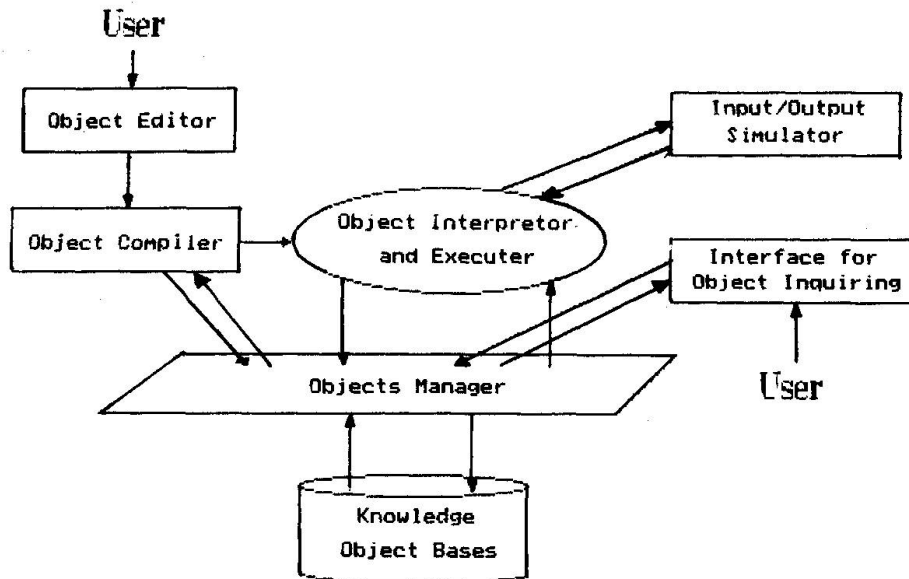 User
Object Editor
Input/Output
Simulator
Object Compiler
Object Interpretor
and Executer
Interface for
Object Inquiring
Objects Manager
User
Knowledge
Object Bases